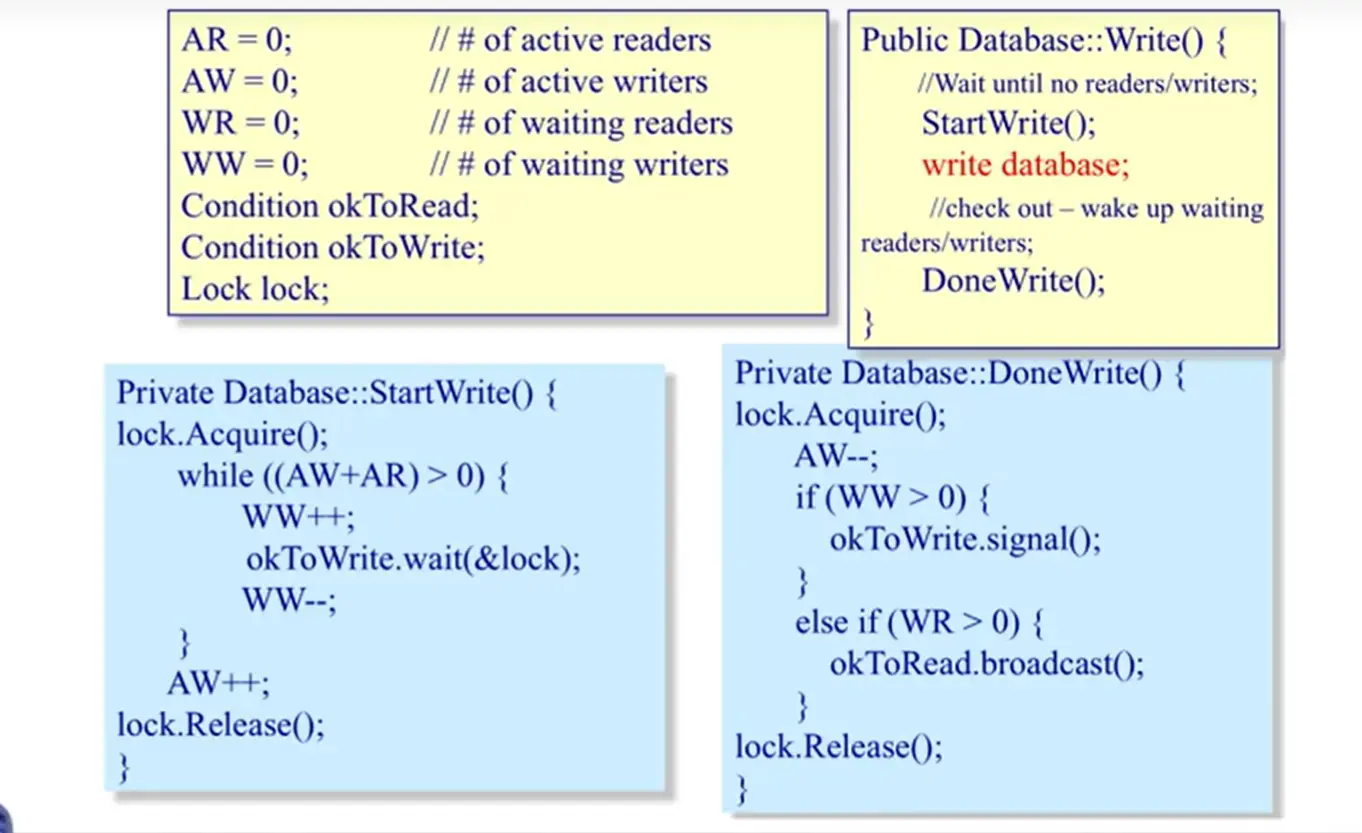 AR = 0; // # of active readers
AW = 0; // # of active writers
WR = 0; // # of waiting readers
WW = 0; // # of waiting writers
Condition okToRead;
Condition okToWrite;
Lock lock;
Public Database::Write() {
//Wait until no readers/writers;
StartWrite();
write database;
//check out – wake up waiting
readers/writers;
DoneWrite();
}
Private Database::StartWrite() {
lock.Acquire();
while ((AW+AR) > 0) {
WW++;
okToWrite.wait(&lock);
WW--;
}
AW++;
lock.Release();
}
Private Database::DoneWrite() {
lock.Acquire();
AW--;
if (WW > 0) {
okToWrite.signal();
}
else if (WR > 0) {
okToRead.broadcast();
}
lock.Release();
}